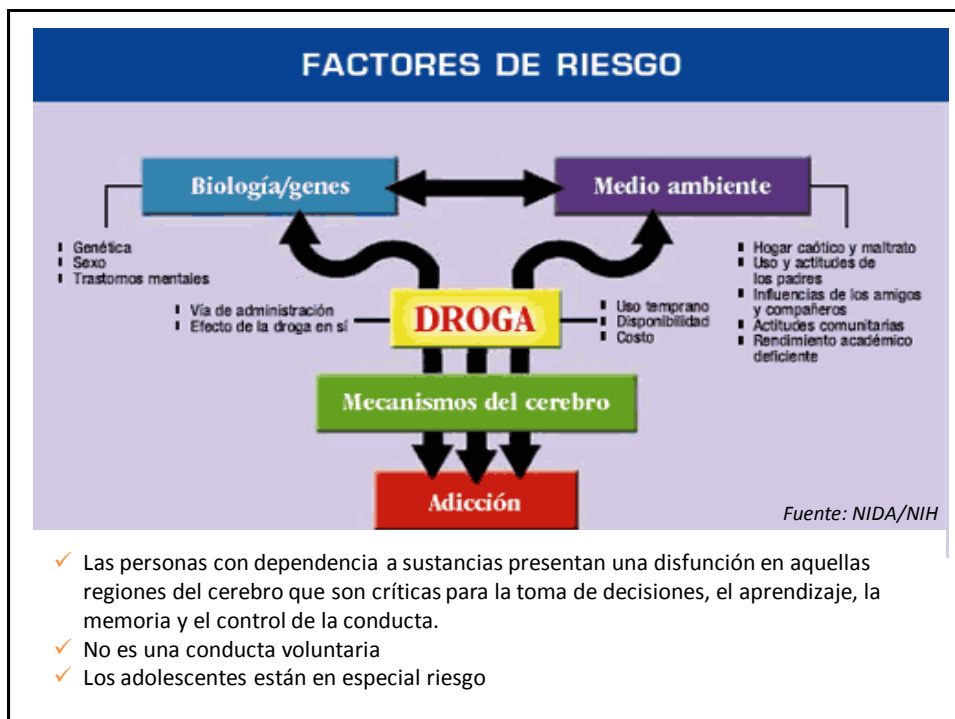 FACTORES DE RIESGO
Biología/genes
Medio ambiente
Genética
Sexo
Trastornos mentales
Vía de administración
Efecto de la droga en sí
DROGA
Uso temprano
Disponibilidad
Costo
Hogar caótico y maltrato
Uso y actitudes de
los padres
Influencias de los amigos
y compañeros
Actitudes comunitarias
Rendimiento académico
deficiente
Mecanismos del cerebro
Adicción
Fuente: NIDA/NIH
✓ Las personas con dependencia a sustancias presentan una disfunción en aquellas
regiones del cerebro que son críticas para la toma de decisiones, el aprendizaje, la
memoria y el control de la conducta.
✓ No es una conducta voluntaria
✓ Los adolescentes están en especial riesgo